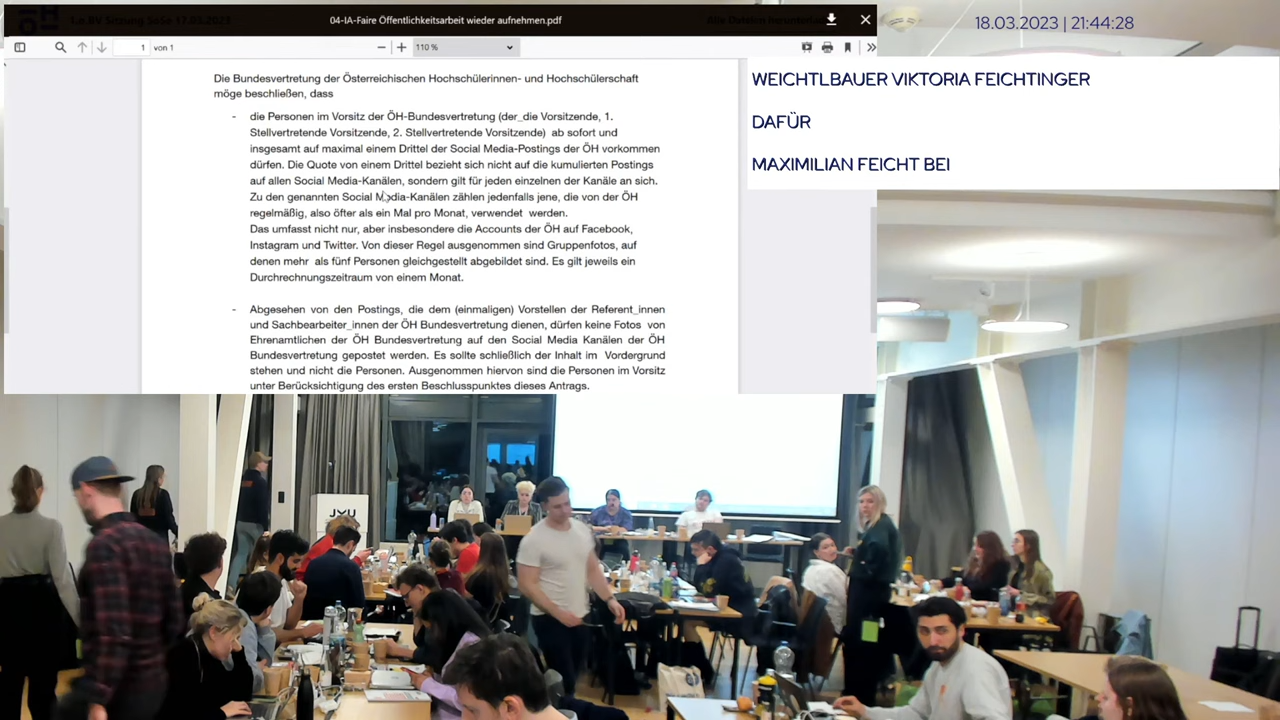 04-IA-Faire Öffentlichkeitsarbeit wieder aufnehmen.pdf
18.03.2023 | 21:44:28
1 von 1
110 %
WEICHTLBAUER VIKTORIA FEICHTINGER
DAFÜR
MAXIMILIAN FEICHT BEI
Die Bundesvertretung der Österreichischen Hochschülerinnen- und Hochschülerschaft
möge beschließen, dass
- die Personen im Vorsitz der ÖH-Bundesvertretung (der_die Vorsitzende, 1.
Stellvertretende Vorsitzende, 2. Stellvertretende Vorsitzende) ab sofort und
insgesamt auf maximal einem Drittel der Social Media-Postings der ÖH vorkommen
dürfen. Die Quote von einem Drittel bezieht sich nicht auf die kumulierten Postings
auf allen Social Media-Kanälen, sondern gilt für jeden einzelnen der Kanäle an sich.
Zu den genannten Social Media-Kanälen zählen jedenfalls jene, die von der ÖH
regelmäßig, also öfter als ein Mal pro Monat, verwendet werden.
Das umfasst nicht nur, aber insbesondere die Accounts der ÖH auf Facebook,
Instagram und Twitter. Von dieser Regel ausgenommen sind Gruppenfotos, auf
denen mehr als fünf Personen gleichgestellt abgebildet sind. Es gilt jeweils ein
Durchrechnungszeitraum von einem Monat.
- Abgesehen von den Postings, die dem (einmaligen) Vorstellen der Referent_innen
und Sachbearbeiter_innen der ÖH Bundesvertretung dienen, dürfen keine Fotos von
Ehrenamtlichen der ÖH Bundesvertretung auf den Social Media Kanälen der ÖH
Bundesvertretung gepostet werden. Es sollte schließlich der Inhalt im Vordergrund
stehen und nicht die Personen. Ausgenommen hiervon sind die Personen im Vorsitz
unter Berücksichtigung des ersten Beschlusspunktes dieses Antrags.
JYU